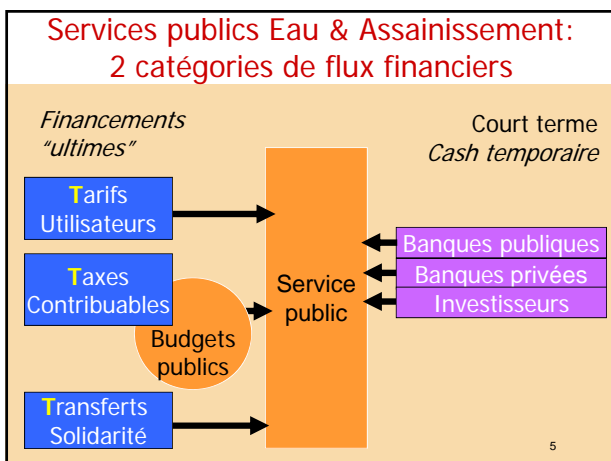 Services publics Eau & Assainissement:
2 catégories de flux financiers
Financements
“ultimes”
Court terme
Cash temporaire
Tarifs
Utilisateurs
Taxes
Contribuables
Budgets
publics
Transferts
Solidarité
Service
public
Banques publiques
Banques privées
Investisseurs
5